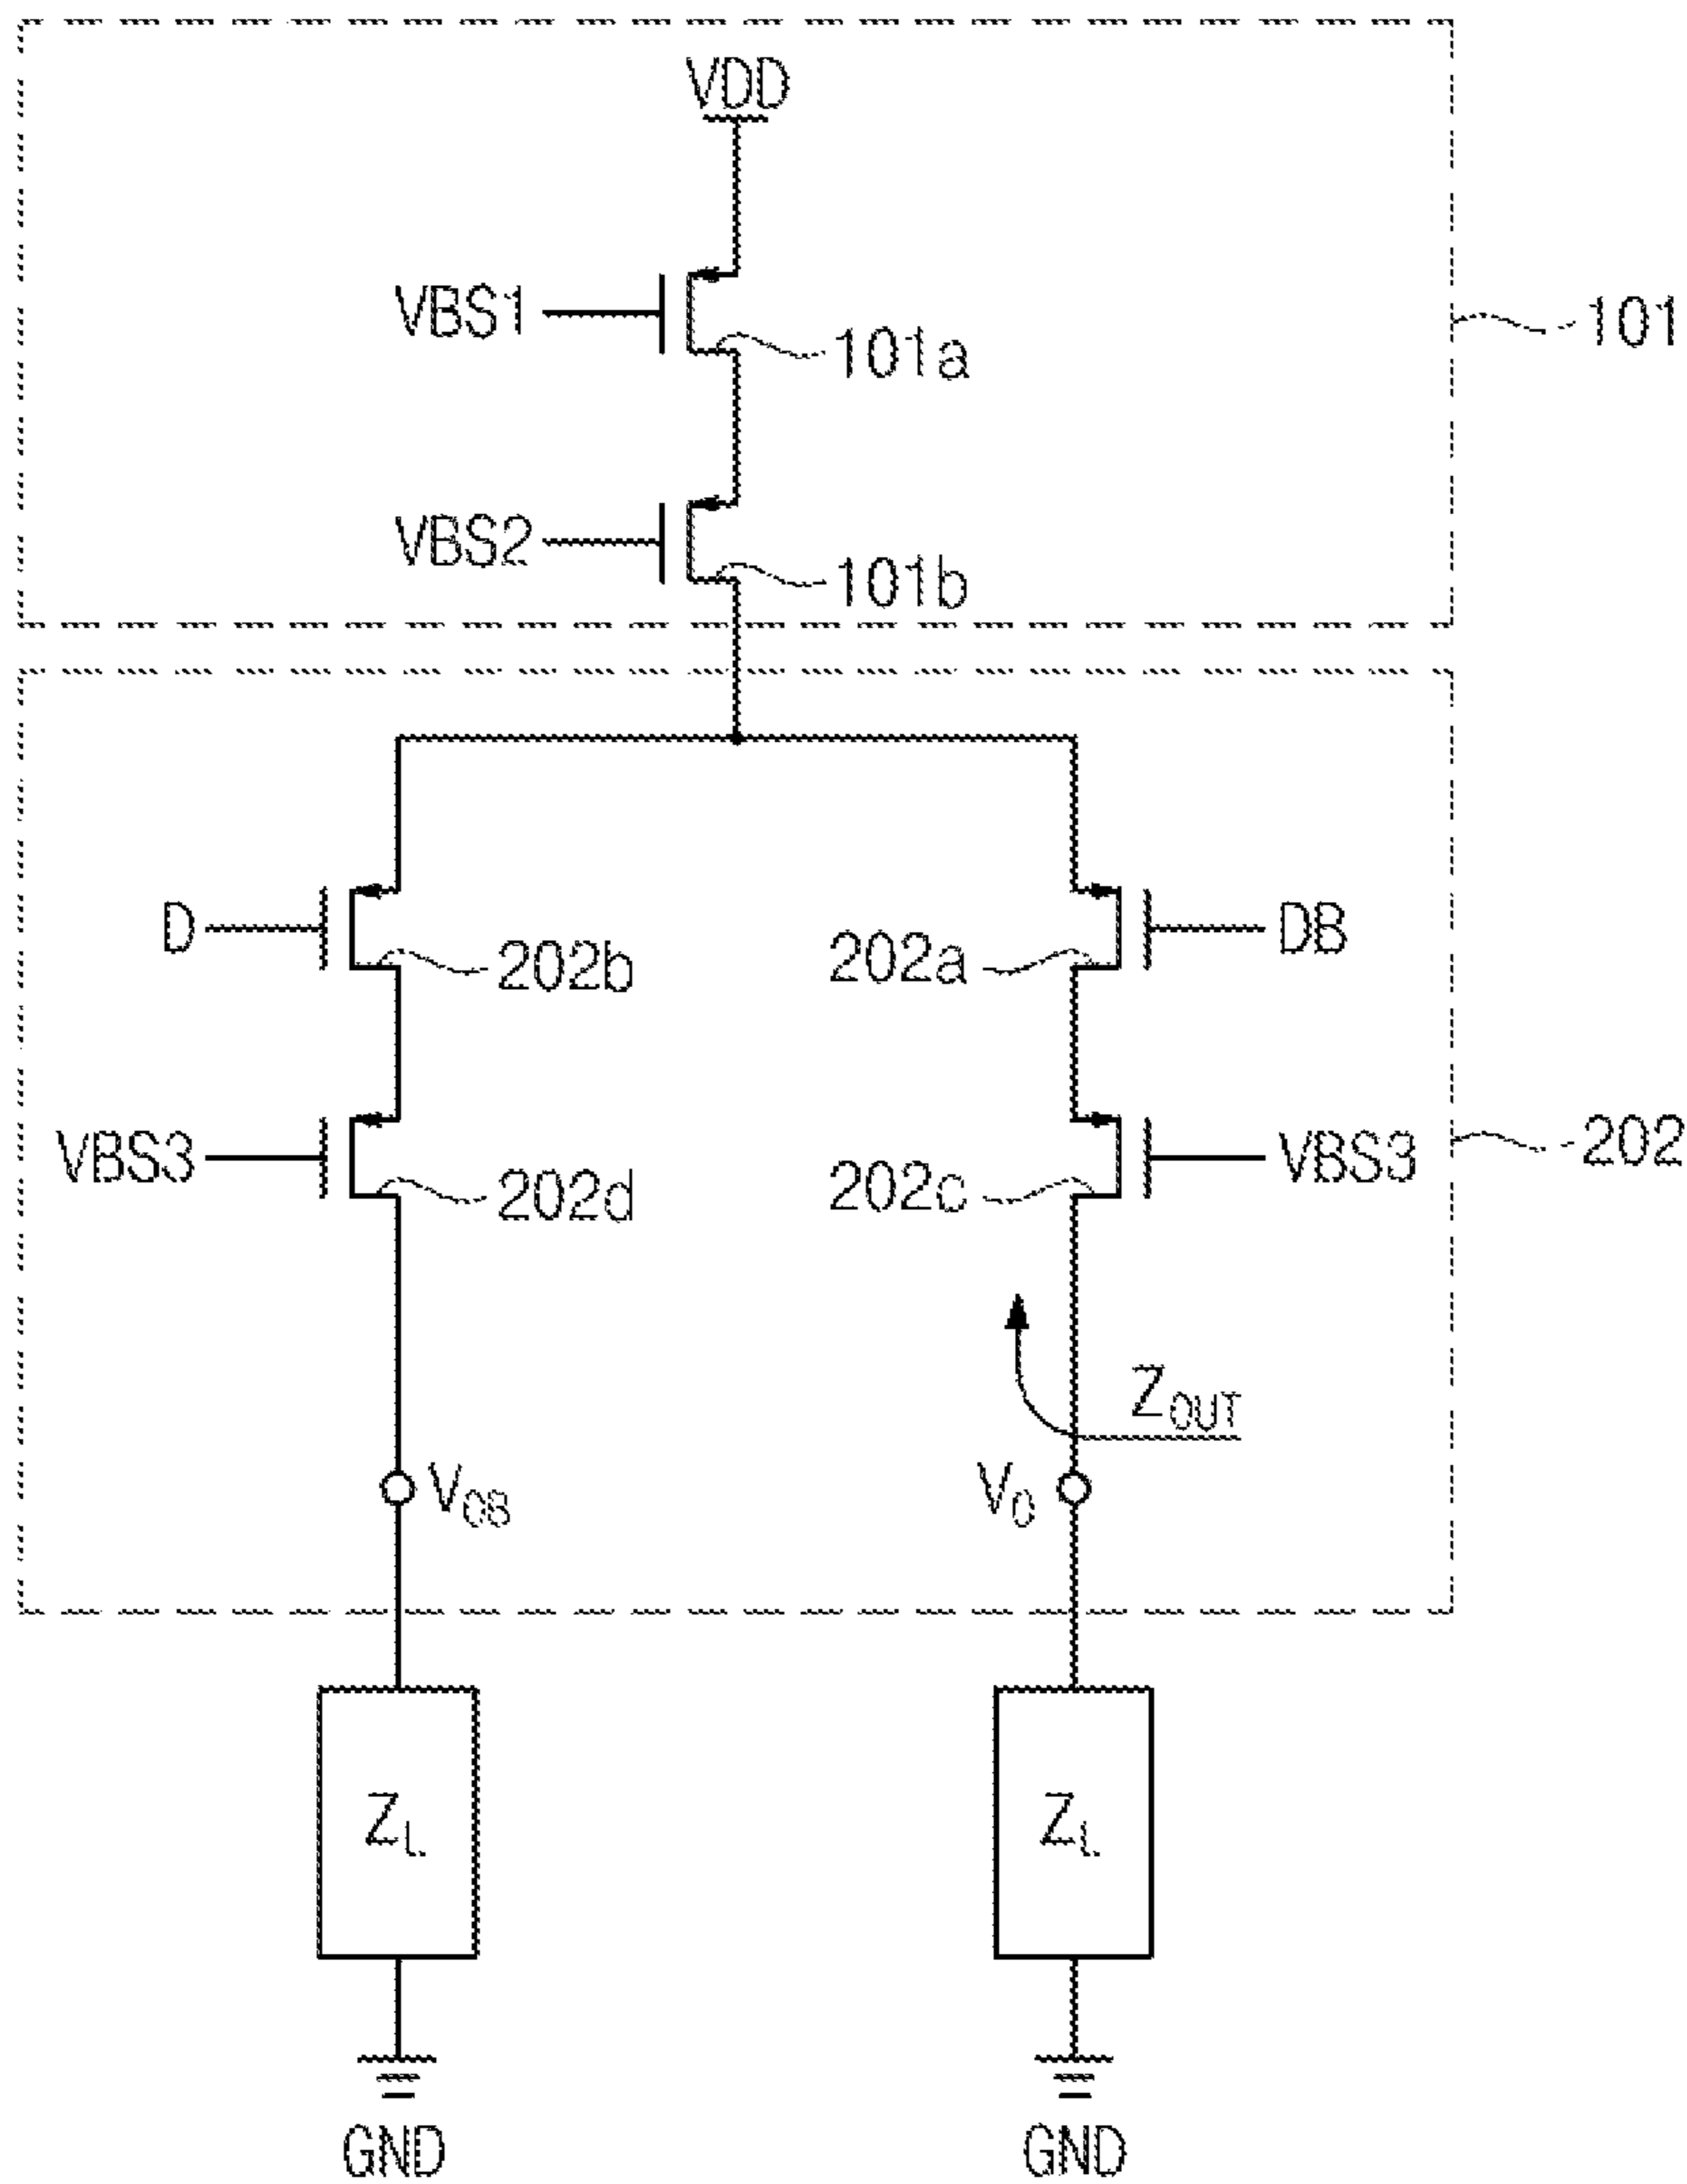 VDD
VBS1
101a
101
VBS2
101b
D
202b
202a
DB
VBS3
202d
202c
VBS3
202
ZOUT
VOB
VO
ZL
ZL
GND
GND